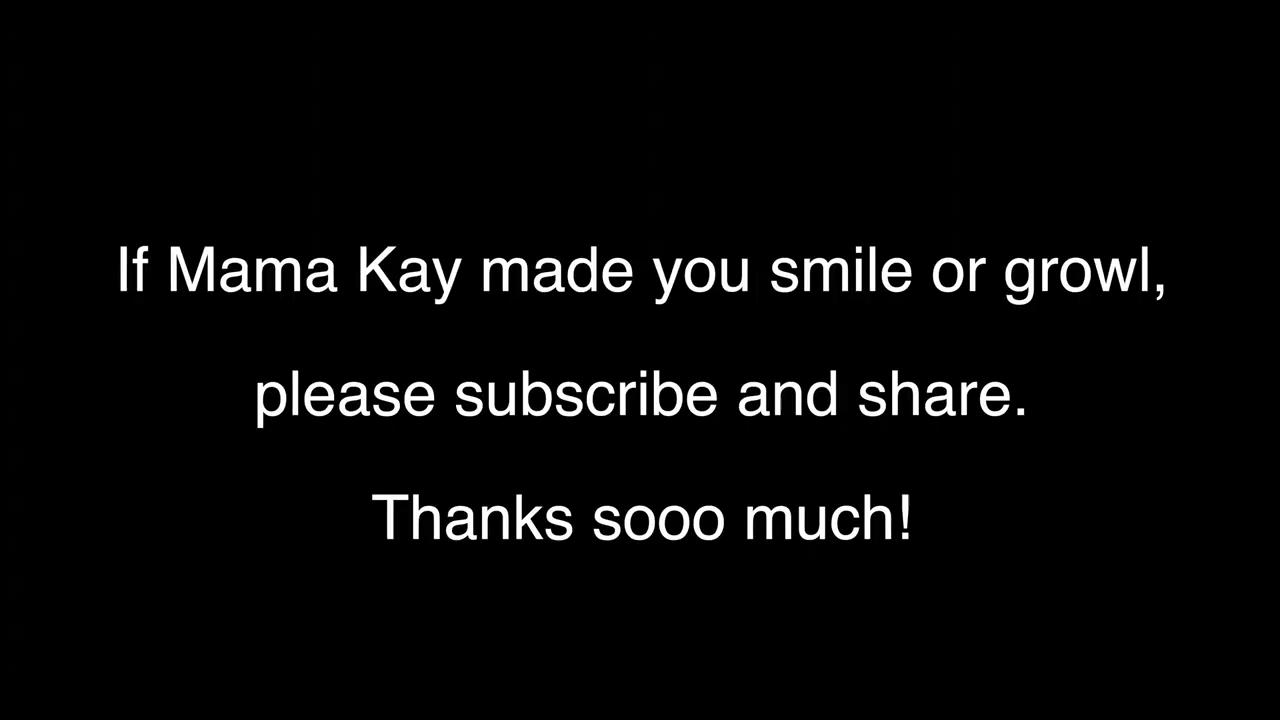 If Mama Kay made you smile or growl,
please subscribe and share.
Thanks sooo much!